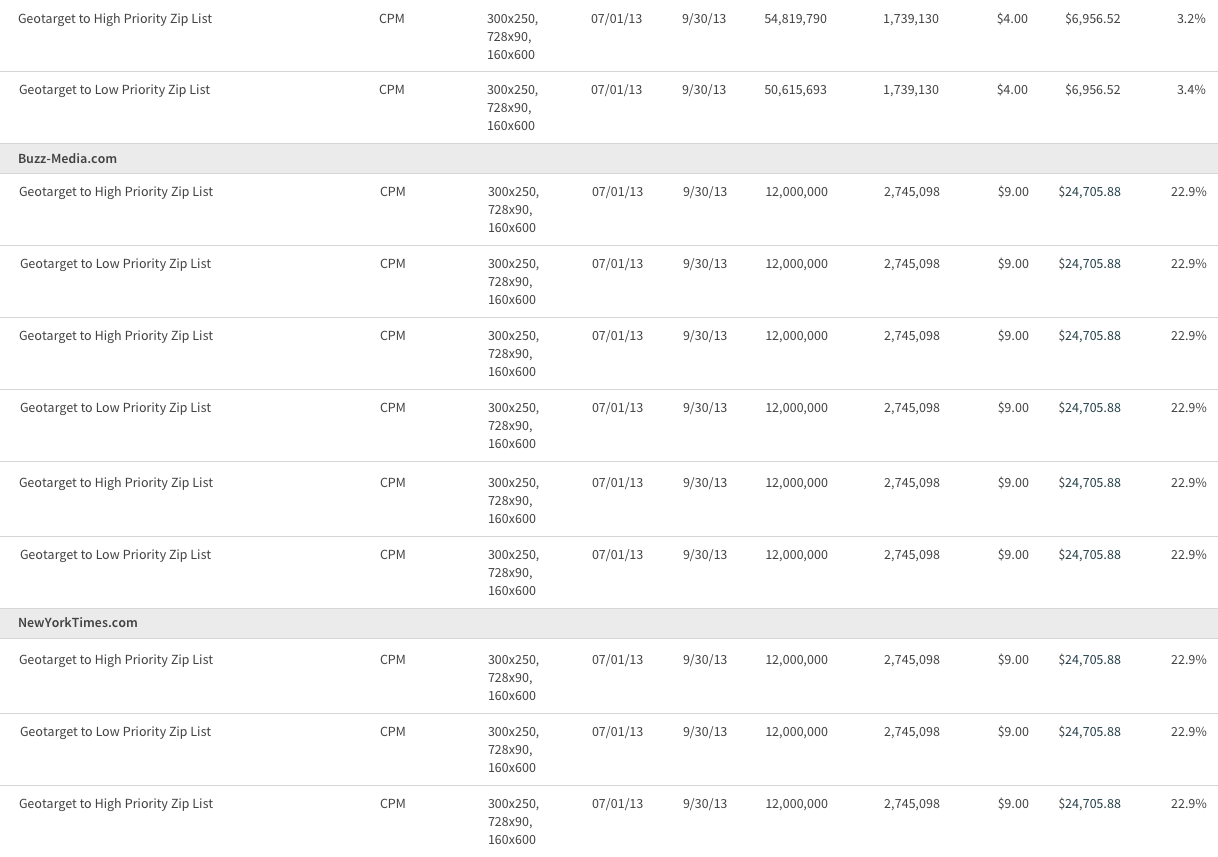 Geotarget to High Priority Zip List CPM 300x250, 07/01/13 9/30/13 54,819,790 1,739,130 $4.00 $6,956.52 3.2%
728x90,
160x600
Geotarget to Low Priority Zip List CPM 300x250, 07/01/13 9/30/13 50,615,693 1,739,130 $4.00 $6,956.52 3.4%
728x90,
160x600
Buzz-Media.com
Geotarget to High Priority Zip List CPM 300x250, 07/01/13 9/30/13 12,000,000 2,745,098 $9.00 $24,705.88 22.9%
728x90,
160x600
Geotarget to Low Priority Zip List CPM 300x250, 07/01/13 9/30/13 12,000,000 2,745,098 $9.00 $24,705.88 22.9%
728x90,
160x600
Geotarget to High Priority Zip List CPM 300x250, 07/01/13 9/30/13 12,000,000 2,745,098 $9.00 $24,705.88 22.9%
728x90,
160x600
Geotarget to Low Priority Zip List CPM 300x250, 07/01/13 9/30/13 12,000,000 2,745,098 $9.00 $24,705.88 22.9%
728x90,
160x600
Geotarget to High Priority Zip List CPM 300x250, 07/01/13 9/30/13 12,000,000 2,745,098 $9.00 $24,705.88 22.9%
728x90,
160x600
Geotarget to Low Priority Zip List CPM 300x250, 07/01/13 9/30/13 12,000,000 2,745,098 $9.00 $24,705.88 22.9%
728x90,
160x600
NewYorkTimes.com
Geotarget to High Priority Zip List CPM 300x250, 07/01/13 9/30/13 12,000,000 2,745,098 $9.00 $24,705.88 22.9%
728x90,
160x600
Geotarget to Low Priority Zip List CPM 300x250, 07/01/13 9/30/13 12,000,000 2,745,098 $9.00 $24,705.88 22.9%
728x90,
160x600
Geotarget to High Priority Zip List CPM 300x250, 07/01/13 9/30/13 12,000,000 2,745,098 $9.00 $24,705.88 22.9%
728x90,
160x600